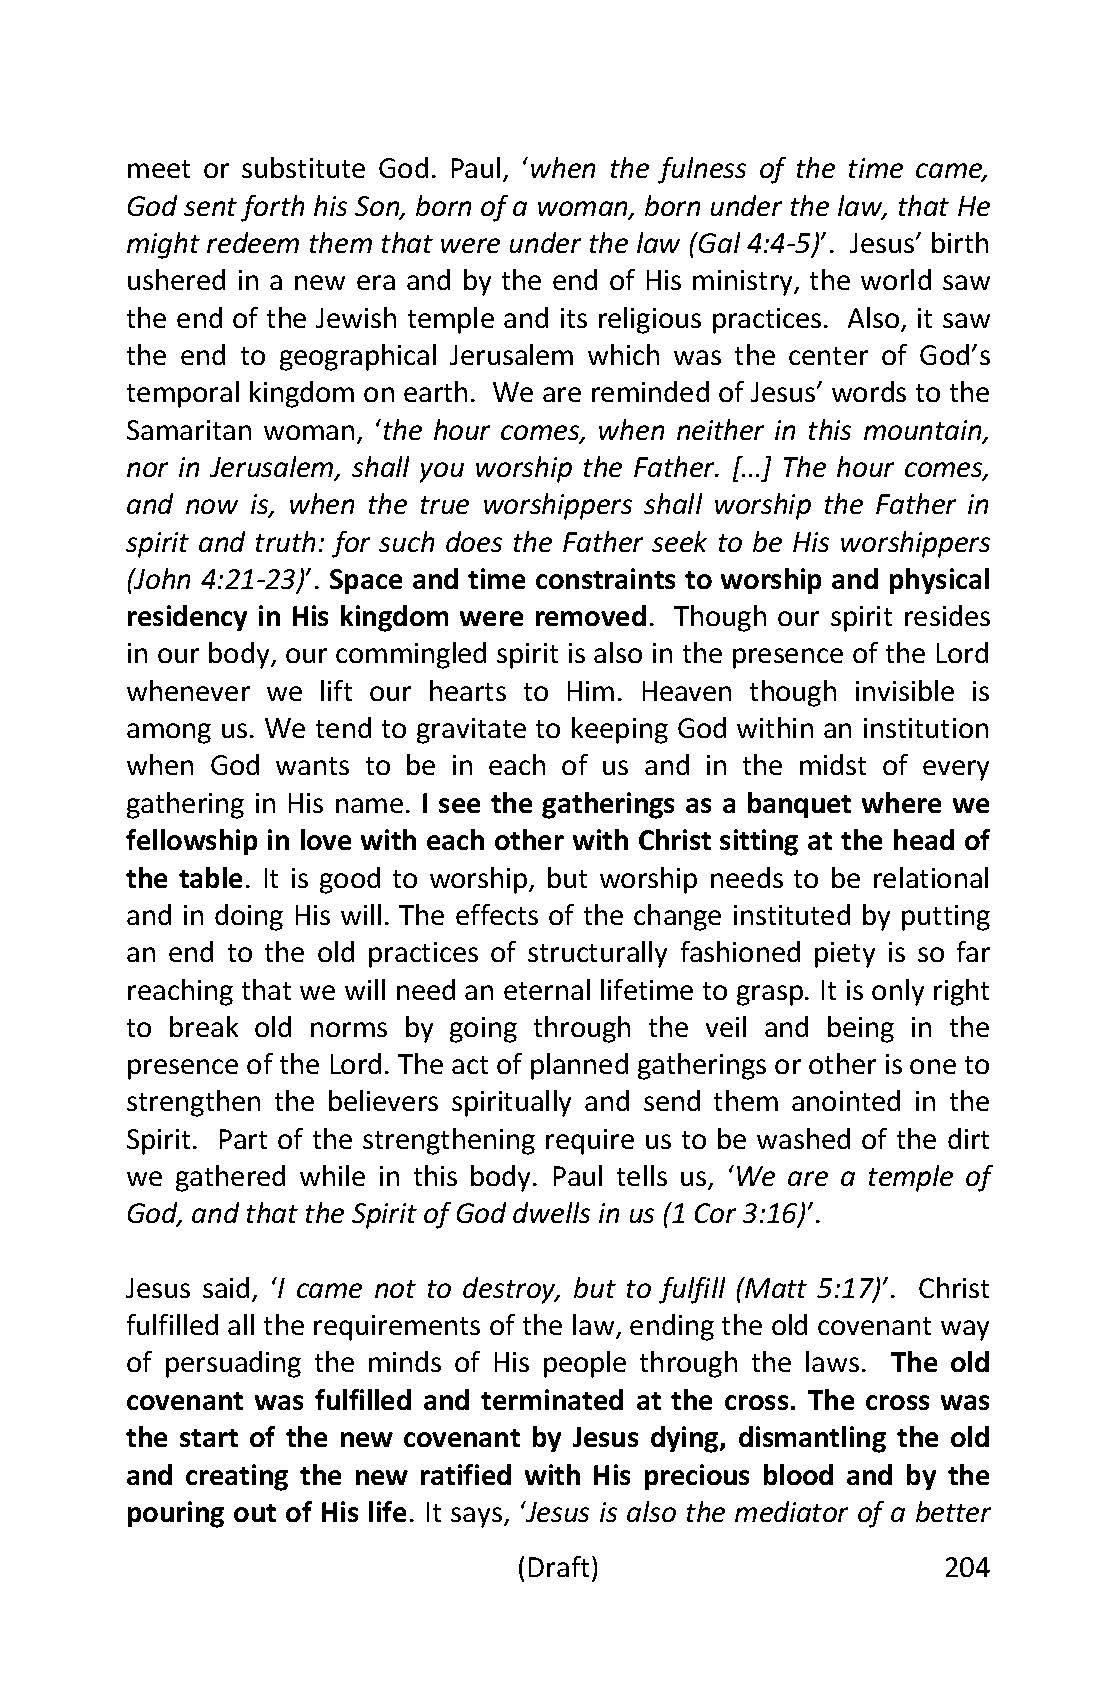 meet or substitute God. Paul, ‘when the fulness of the time came,
God sent forth his Son, born of a woman, born under the law, that He
might redeem them that were under the law (Gal 4:4-5)’. Jesus’ birth
ushered in a new era and by the end of His ministry, the world saw
the end of the Jewish temple and its religious practices. Also, it saw
the end to geographical Jerusalem which was the center of God’s
temporal kingdom on earth. We are reminded of Jesus’ words to the
Samaritan woman, ‘the hour comes, when neither in this mountain,
nor in Jerusalem, shall you worship the Father. […] The hour comes,
and now is, when the true worshippers shall worship the Father in
spirit and truth: for such does the Father seek to be His worshippers
(John 4:21-23)’. Space and time constraints to worship and physical
residency in His kingdom were removed. Though our spirit resides
in our body, our commingled spirit is also in the presence of the Lord
whenever we lift our hearts to Him. Heaven though invisible is
among us. We tend to gravitate to keeping God within an institution
when God wants to be in each of us and in the midst of every
gathering in His name. I see the gatherings as a banquet where we
fellowship in love with each other with Christ sitting at the head of
the table. It is good to worship, but worship needs to be relational
and in doing His will. The effects of the change instituted by putting
an end to the old practices of structurally fashioned piety is so far
reaching that we will need an eternal lifetime to grasp. It is only right
to break old norms by going through the veil and being in the
presence of the Lord. The act of planned gatherings or other is one to
strengthen the believers spiritually and send them anointed in the
Spirit. Part of the strengthening require us to be washed of the dirt
we gathered while in this body. Paul tells us, ‘We are a temple of
God, and that the Spirit of God dwells in us (1 Cor 3:16)’.
Jesus said, ‘I came not to destroy, but to fulfill (Matt 5:17)’. Christ
fulfilled all the requirements of the law, ending the old covenant way
of persuading the minds of His people through the laws. The old
covenant was fulfilled and terminated at the cross. The cross was
the start of the new covenant by Jesus dying, dismantling the old
and creating the new ratified with His precious blood and by the
pouring out of His life. It says, ‘Jesus is also the mediator of a better
(Draft) 204